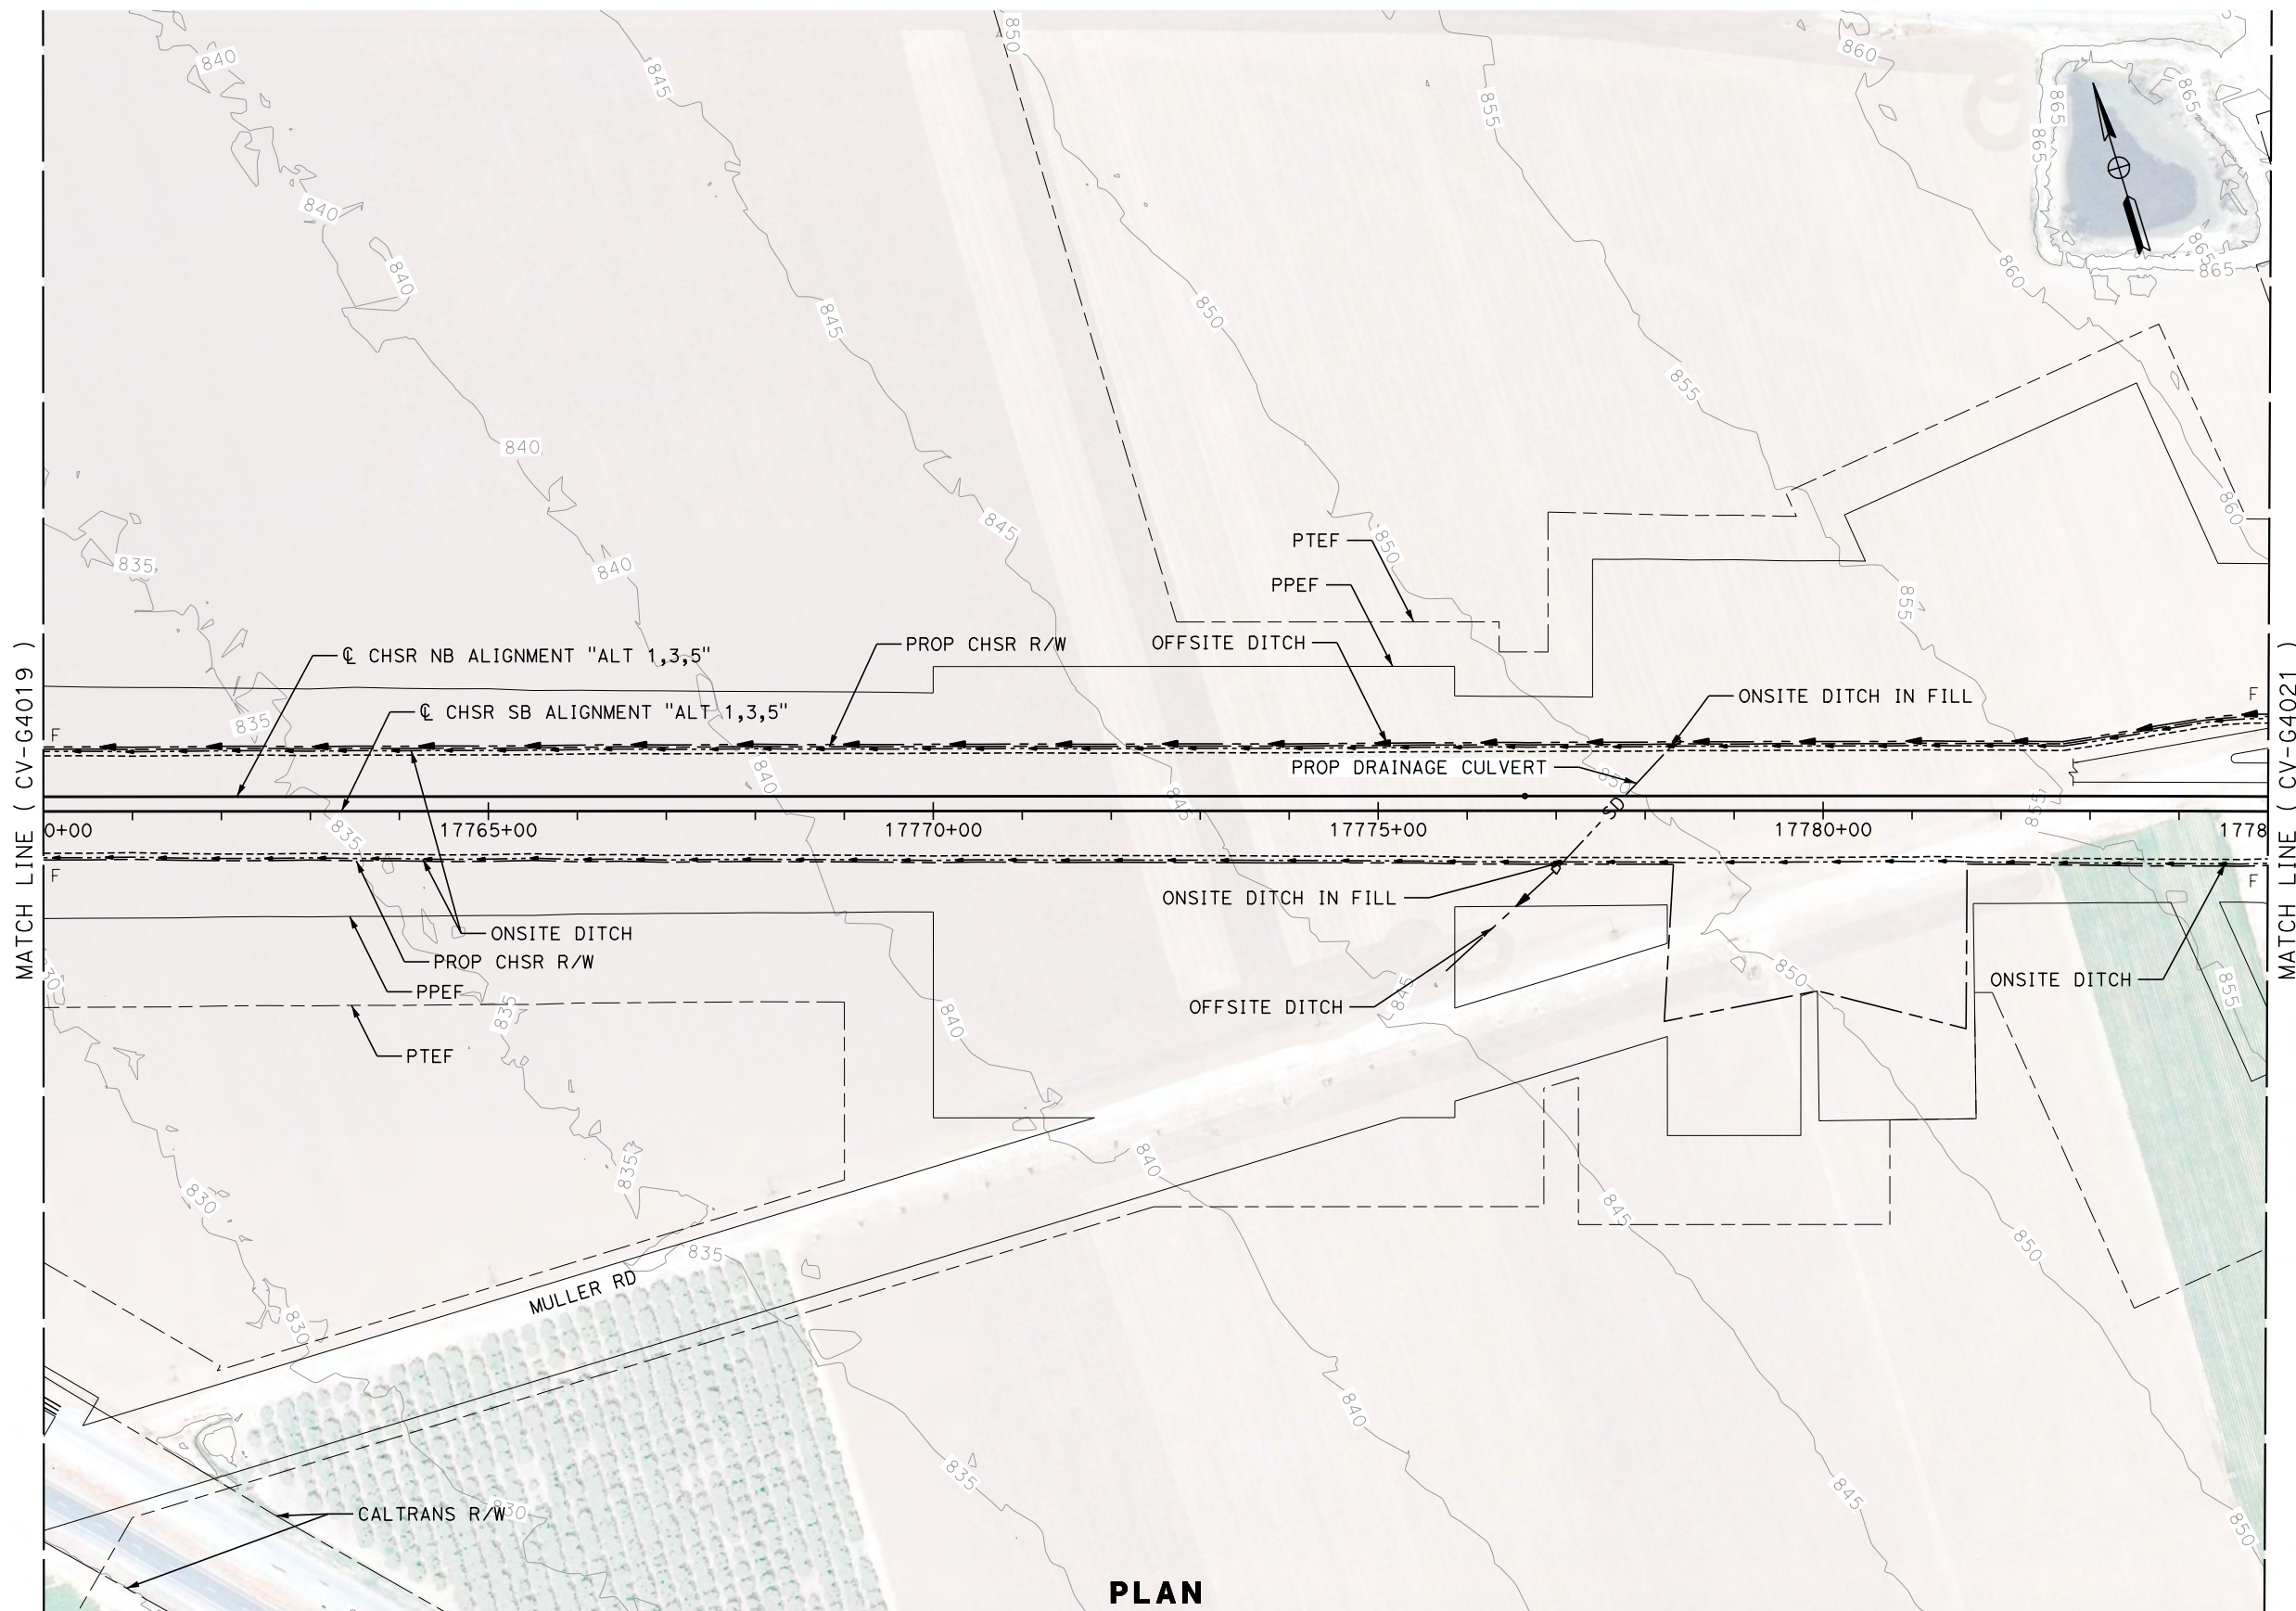 850
840
860
845
855
865
865
865
840
865
840
860
865
850
845
855
840
845
860
PTEF
850
835
840
PPEF
855
PROP CHSR R/W
OFFSITE DITCH
℄ CHSR NB ALIGNMENT "ALT 1,3,5"
ONSITE DITCH IN FILL
F
℄ CHSR SB ALIGNMENT "ALT 1,3,5"
835
F
PROP DRAINAGE CULVERT
840
850
845
SD
855
835
0+00
17765+00
17770+00
17775+00
17780+00
1778
MATCH LINE ( CV-G4019 )
MATCH LINE ( CV-G4021 )
F
F
D
ONSITE DITCH IN FILL
ONSITE DITCH
PROP CHSR R/W
PPEF
850
ONSITE DITCH
855
830
845
OFFSITE DITCH
835
840
PTEF
835
840
830
845
850
835
MULLER RD
830
840
835
845
830
CALTRANS R/W
850
PLAN